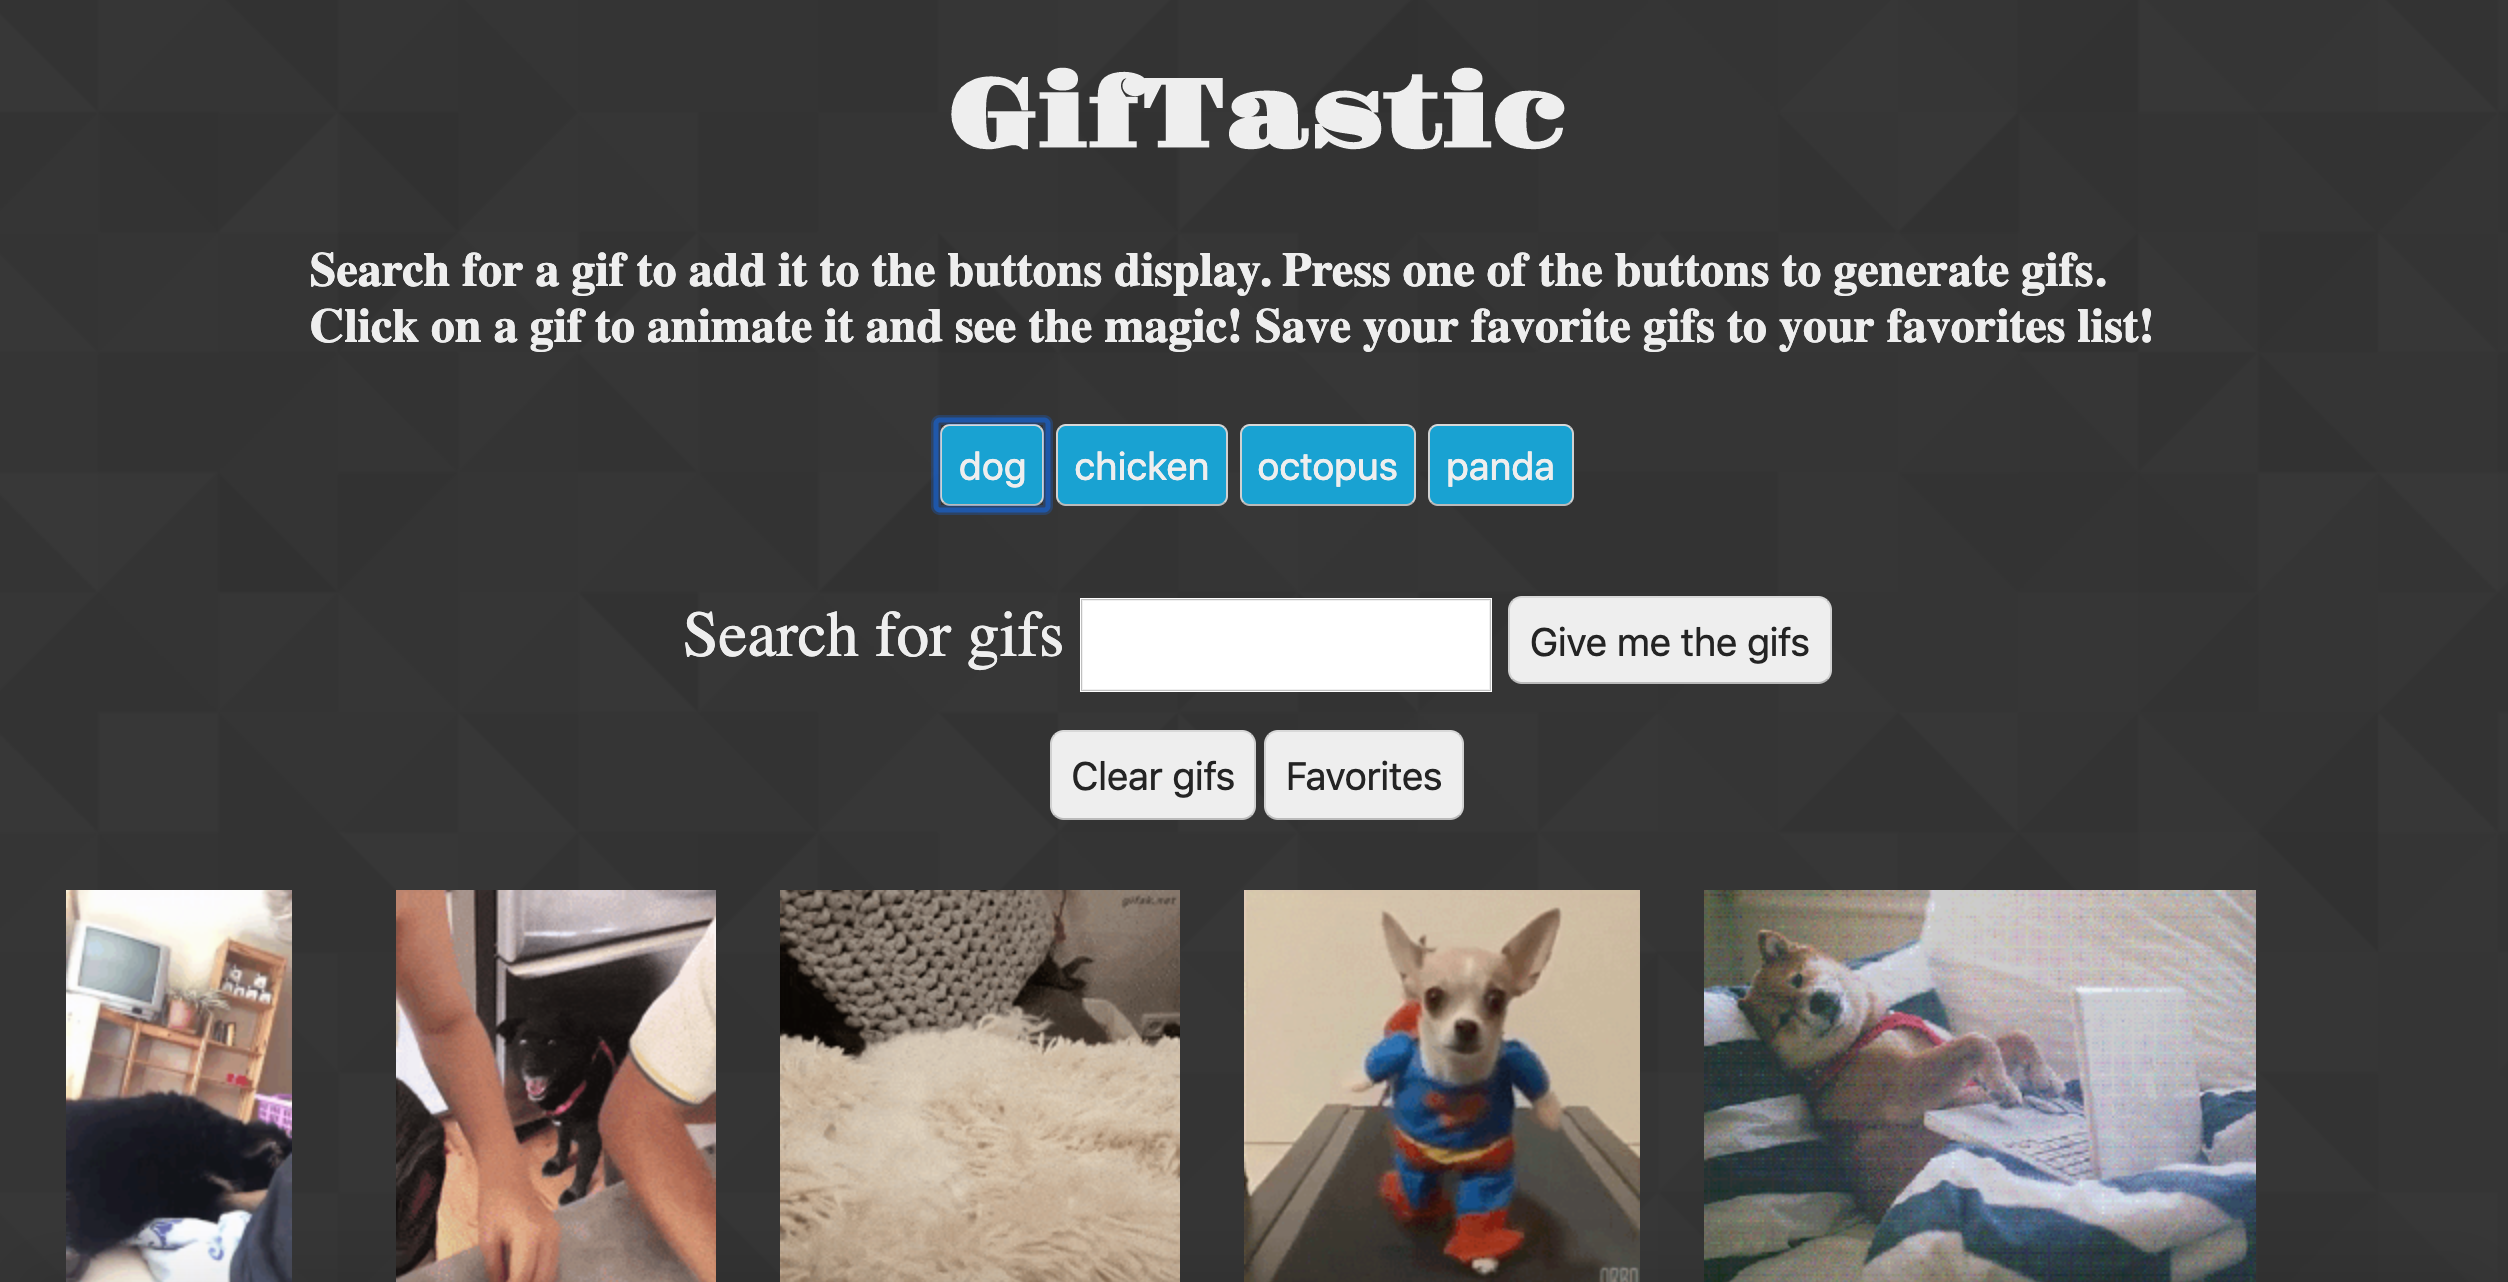 GifTastic
Search for a gif to add it to the buttons display. Press one of the buttons to generate gifs.
Click on a gif to animate it and see the magic! Save your favorite gifs to your favorites list!
dog chicken octopus panda
Search for gifs Give me the gifs
Clear gifs Favorites
gifak.net